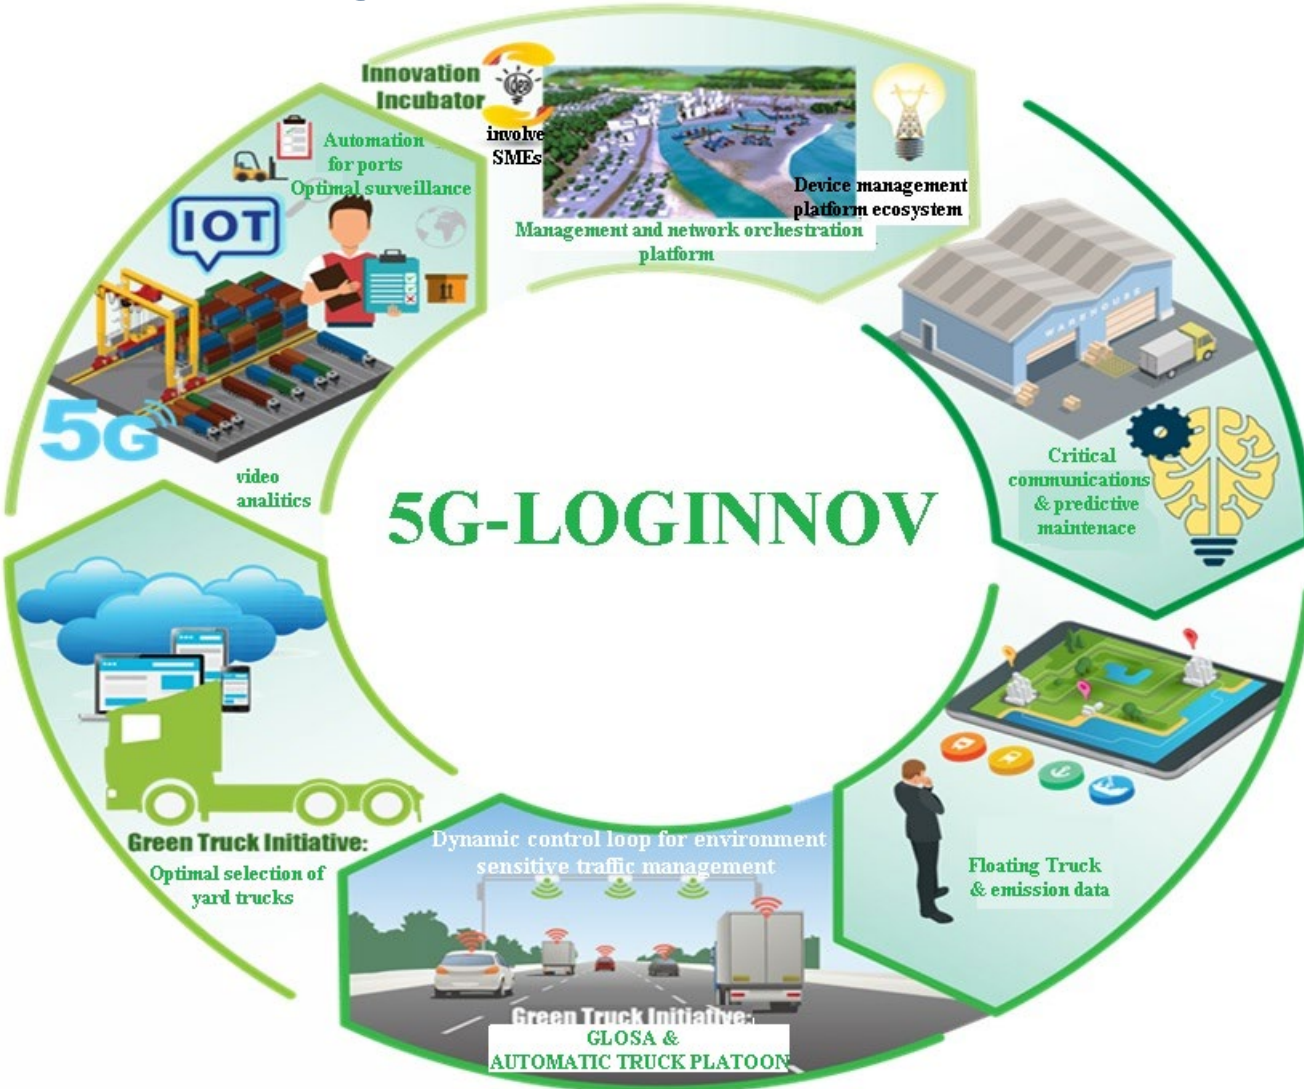 Innovation
Incubator
Idea
involve
SMEs
Device management
platform ecosystem
Management and network orchestration
platform
WAREHOUSE
Critical
communications
& predictive
maintenace
Floating Truck
& emission data
Dynamic control loop for environment
sensitive traffic management
Green Truck Initiative:
GLOSA &
AUTOMATIC TRUCK PLATOON
Green Truck Initiative:
Optimal selection of
yard trucks
Automation
for ports
Optimal surveillance
IOT
5G
video
analitics
5G-LOGINNOV